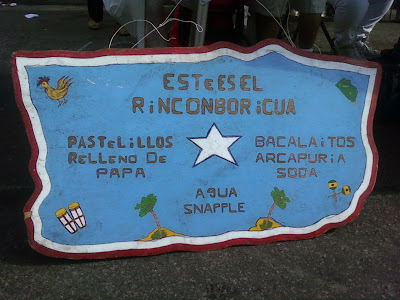 ESTEESEL
RINCONBORICUA
PASTELILLOS
RELLENO DE
PAPA
BACALAITOS
ARCAPURIA
SODA
AGUA
SNAPPLE